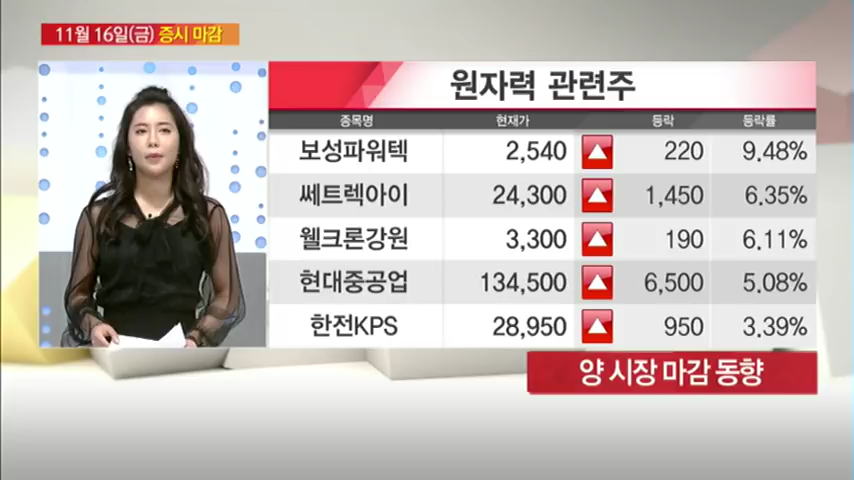 11월 16일(금) 증시 마감
원자력 관련주
종목명 현재가 등락 등락률
보성파워텍 2,540 220 9.48%
쎄트렉아이 24,300 1,450 6.35%
웰크론강원 3,300 190 6.11%
현대중공업 134,500 6,500 5.08%
한전KPS 28,950 950 3.39%
양 시장 마감 동향